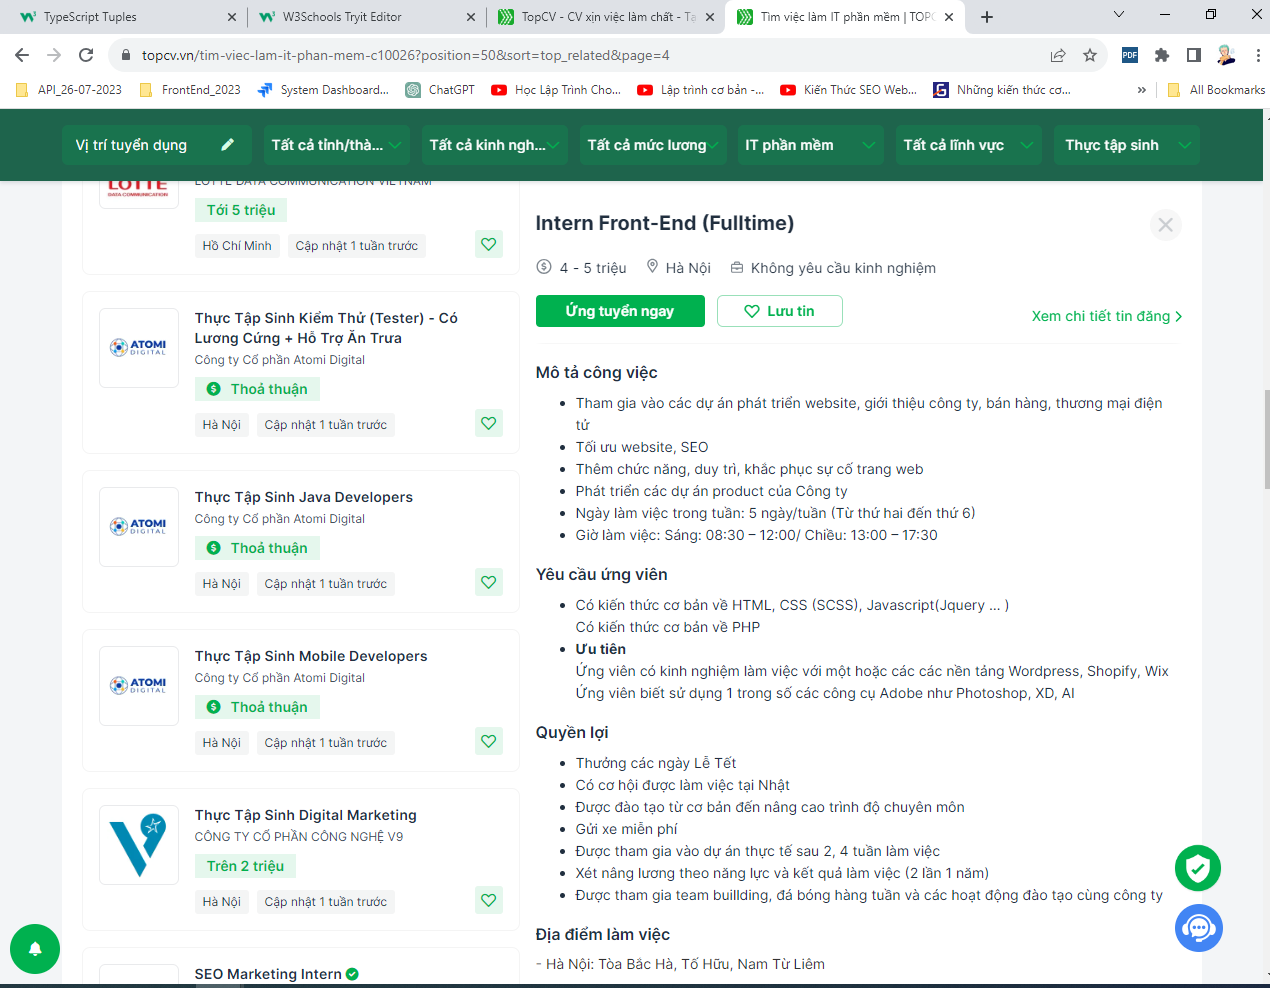 TypeScript Tuples
W3Schools Tryit Editor
TopCV - CV xịn việc làm chất - Tạ
Tìm việc làm IT phần mềm | TOPC
topcv.vn/tim-viec-lam-it-phan-mem-c10026?position=50&sort=top_related&page=4
API_26-07-2023
FrontEnd_2023
System Dashboard...
ChatGPT
Học Lập Trình Cho...
Lập trình cơ bản -...
Kiến Thức SEO Web...
Những kiến thức cơ...
»
All Bookmarks
Vị trí tuyển dụng
Tất cả tỉnh/thà...
Tất cả kinh ngh...
Tất cả mức lương
IT phần mềm
Tất cả lĩnh vực
Thực tập sinh
LOTTE
DATA COMMUNICATION
LOTTE DATA COMMUNICATION VIETNAM
Tới 5 triệu
Hồ Chí Minh
Cập nhật 1 tuần trước
ATOMI
DIGITAL
Thực Tập Sinh Kiểm Thử (Tester) - Có
Lương Cứng + Hỗ Trợ Ăn Trưa
Công ty Cổ phần Atomi Digital
Thoả thuận
Hà Nội
Cập nhật 1 tuần trước
ATOMI
DIGITAL
Thực Tập Sinh Java Developers
Công ty Cổ phần Atomi Digital
Thoả thuận
Hà Nội
Cập nhật 1 tuần trước
ATOMI
DIGITAL
Thực Tập Sinh Mobile Developers
Công ty Cổ phần Atomi Digital
Thoả thuận
Hà Nội
Cập nhật 1 tuần trước
Thực Tập Sinh Digital Marketing
CÔNG TY CỔ PHẦN CÔNG NGHỆ V9
Trên 2 triệu
Hà Nội
Cập nhật 1 tuần trước
SEO Marketing Intern
Intern Front-End (Fulltime)
4 - 5 triệu
Hà Nội
Không yêu cầu kinh nghiệm
Ứng tuyển ngay
Lưu tin
Xem chi tiết tin đăng
Mô tả công việc
• Tham gia vào các dự án phát triển website, giới thiệu công ty, bán hàng, thương mại điện
tử
• Tối ưu website, SEO
• Thêm chức năng, duy trì, khắc phục sự cố trang web
• Phát triển các dự án product của Công ty
• Ngày làm việc trong tuần: 5 ngày/tuần (Từ thứ hai đến thứ 6)
• Giờ làm việc: Sáng: 08:30 – 12:00/ Chiều: 13:00 – 17:30
Yêu cầu ứng viên
• Có kiến thức cơ bản về HTML, CSS (SCSS), Javascript(Jquery ... )
Có kiến thức cơ bản về PHP
• Ưu tiên
Ứng viên có kinh nghiệm làm việc với một hoặc các các nền tảng Wordpress, Shopify, Wix
Ứng viên biết sử dụng 1 trong số các công cụ Adobe như Photoshop, XD, AI
Quyền lợi
• Thưởng các ngày Lễ Tết
• Có cơ hội được làm việc tại Nhật
• Được đào tạo từ cơ bản đến nâng cao trình độ chuyên môn
• Gửi xe miễn phí
• Được tham gia vào dự án thực tế sau 2, 4 tuần làm việc
• Xét nâng lương theo năng lực và kết quả làm việc (2 lần 1 năm)
• Được tham gia team buillding, đá bóng hàng tuần và các hoạt động đào tạo cùng công ty
Địa điểm làm việc
- Hà Nội: Tòa Bắc Hà, Tố Hữu, Nam Từ Liêm